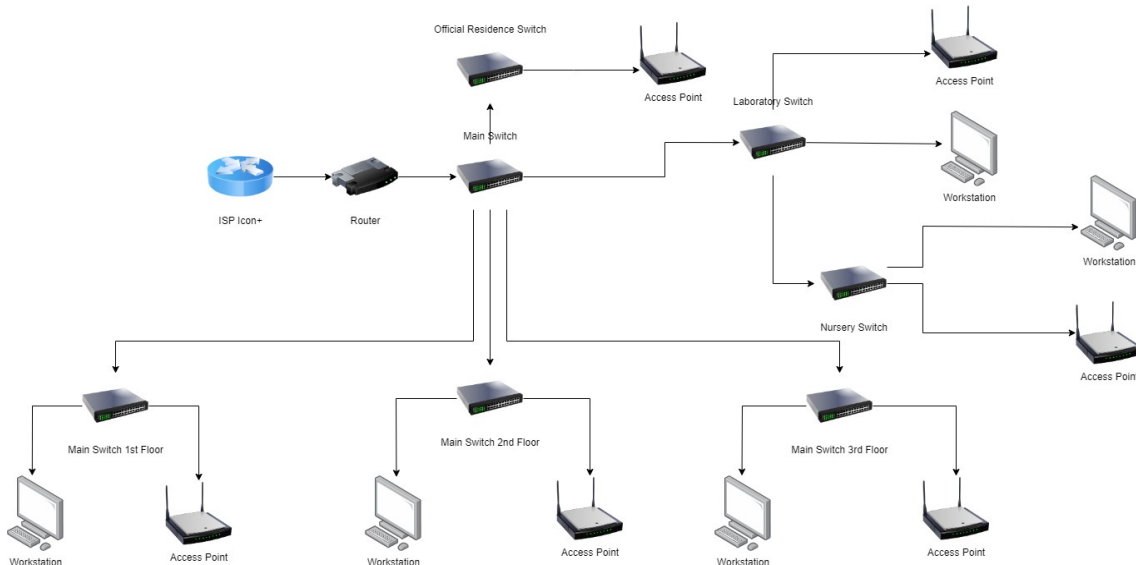 Official Residence Switch
Access Point
Access Point
Laboratory Switch
Main Switch
Workstation
ISP Icon+
Router
Workstation
Nursery Switch
Access Point
Main Switch 1st Floor
Main Switch 2nd Floor
Main Switch 3rd Floor
Workstation
Access Point
Workstation
Access Point
Workstation
Access Point